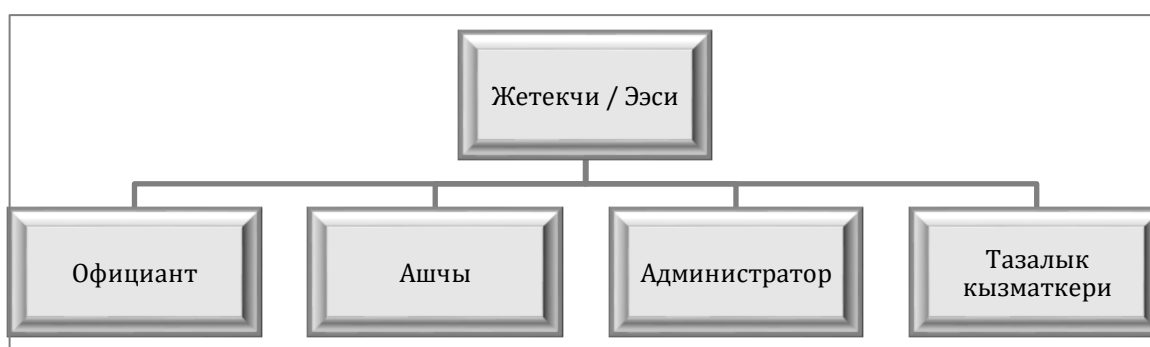 Жетекчи / Ээси
Официант
Ашчы
Администратор
Тазалык
кызматкери